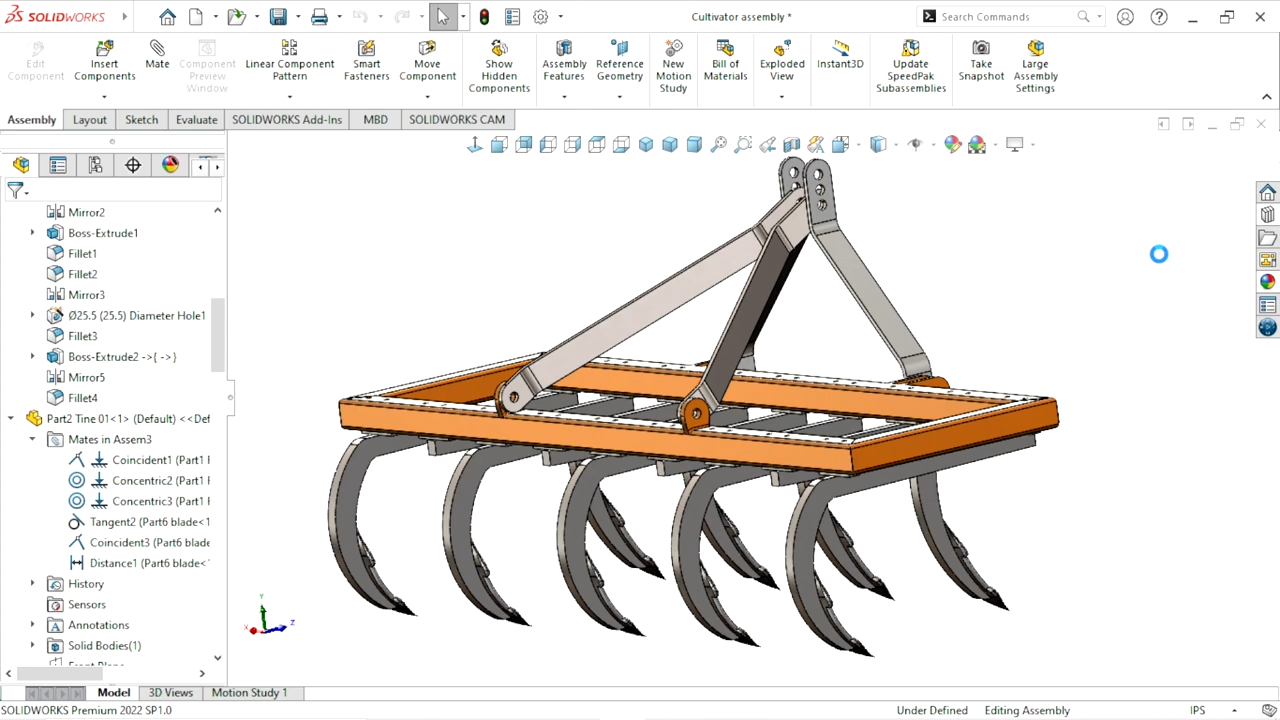 SOLIDWORKS
Cultivator assembly *
Search Commands
Edit Component
Insert Components
Mate
Component Preview Window
Linear Component Pattern
Smart Fasteners
Move Component
Show Hidden Components
Assembly Features
Reference Geometry
New Motion Study
Bill of Materials
Exploded View
Instant3D
Update SpeedPak Subassemblies
Take Snapshot
Large Assembly Settings
Assembly
Layout
Sketch
Evaluate
SOLIDWORKS Add-Ins
MBD
SOLIDWORKS CAM
Mirror2
Boss-Extrude1
Fillet1
Fillet2
Mirror3
Ø25.5 (25.5) Diameter Hole1
Fillet3
Boss-Extrude2 ->{ ->}
Mirror5
Fillet4
Part2 Tine 01<1> (Default) <<Def
Mates in Assem3
Coincident1 (Part1 
Concentric2 (Part1 
Concentric3 (Part1 
Tangent2 (Part6 blade<1
Coincident3 (Part6 blade<
Distance1 (Part6 blade<
History
Sensors
Annotations
Solid Bodies(1)
Y
X
Z
Model
3D Views
Motion Study 1
SOLIDWORKS Premium 2022 SP1.0
Under Defined
Editing Assembly
IPS